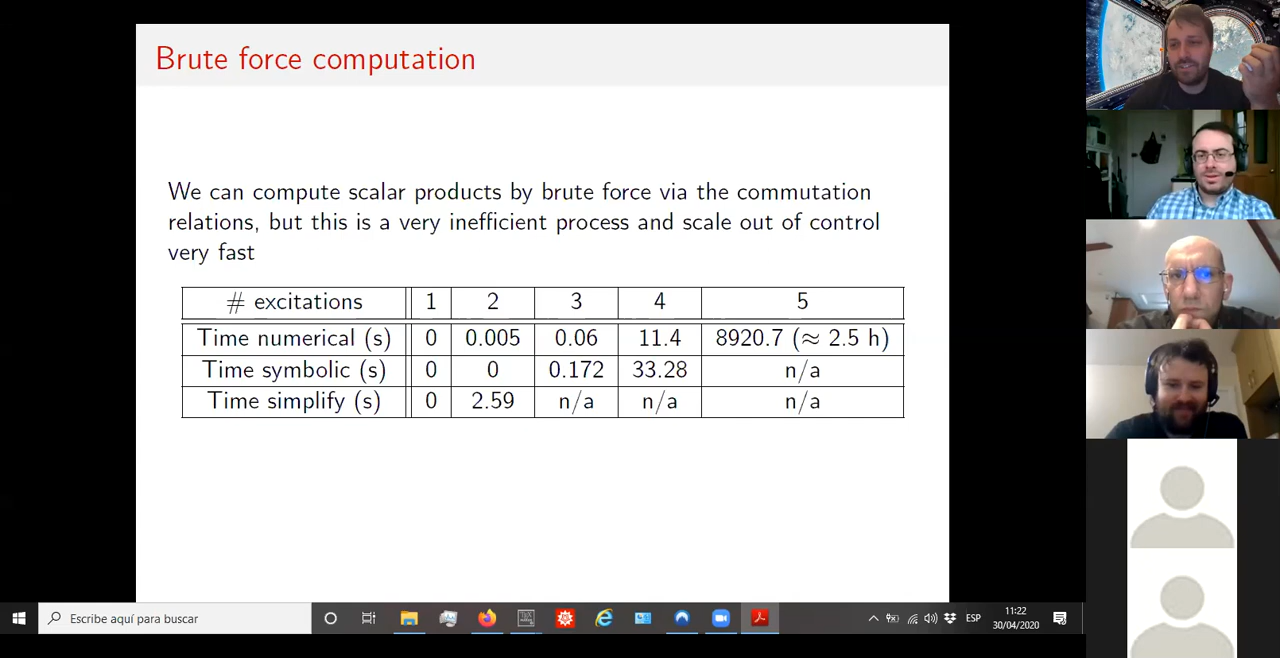 Brute force computation
We can compute scalar products by brute force via the commutation
relations, but this is a very inefficient process and scale out of control
very fast
# excitations 1 2 3 4 5
Time numerical (s) 0 0.005 0.06 11.4 8920.7 (≈ 2.5 h)
Time symbolic (s) 0 0 0.172 33.28 n/a
Time simplify (s) 0 2.59 n/a n/a n/a
Escribe aquí para buscar
ESP
11:22
30/04/2020